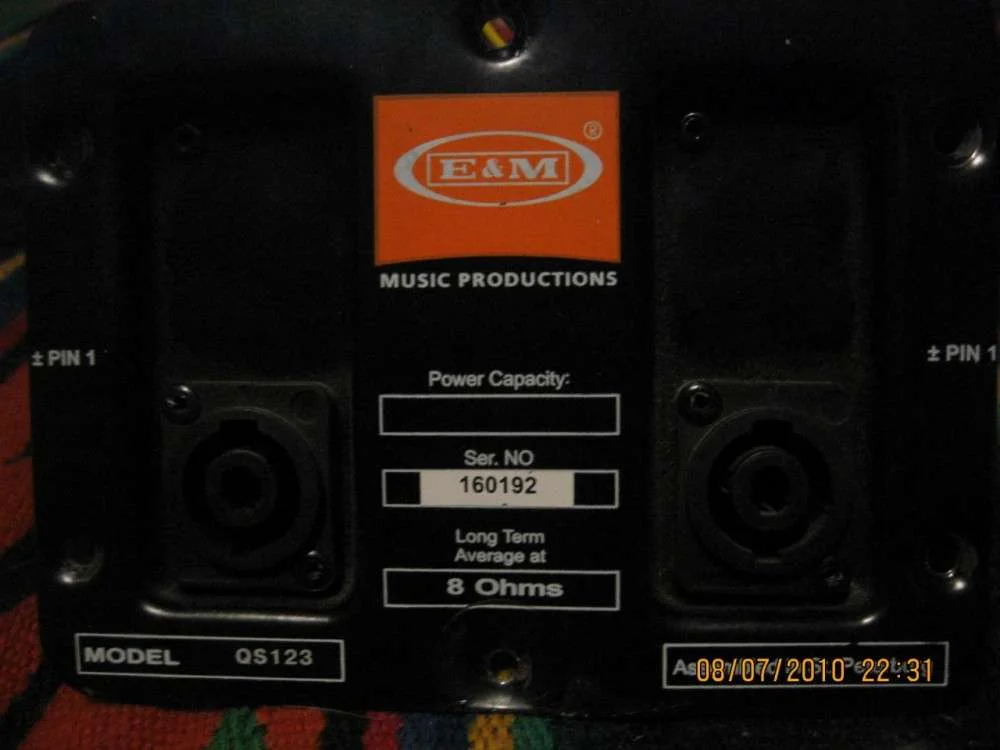 ®
E&M
MUSIC PRODUCTIONS
± PIN 1
± PIN 1
Power Capacity:
Ser. NO
160192
Long Term
Average at
8 Ohms
MODEL QS123
08/07/2010 22:31